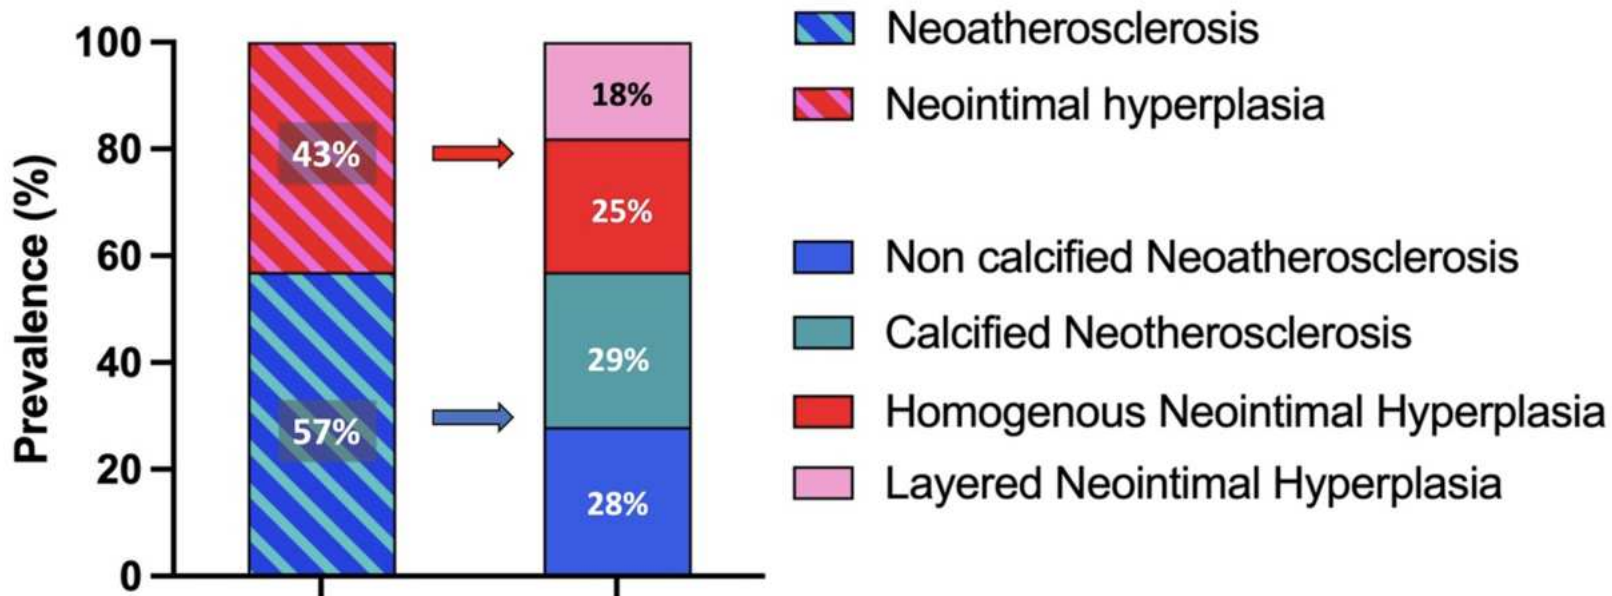 Prevalence (%)
100
80
60
40
20
0
43%
57%
18%
25%
29%
28%
Neoatherosclerosis
Neointimal hyperplasia
Non calcified Neoatherosclerosis
Calcified Neotherosclerosis
Homogenous Neointimal Hyperplasia
Layered Neointimal Hyperplasia